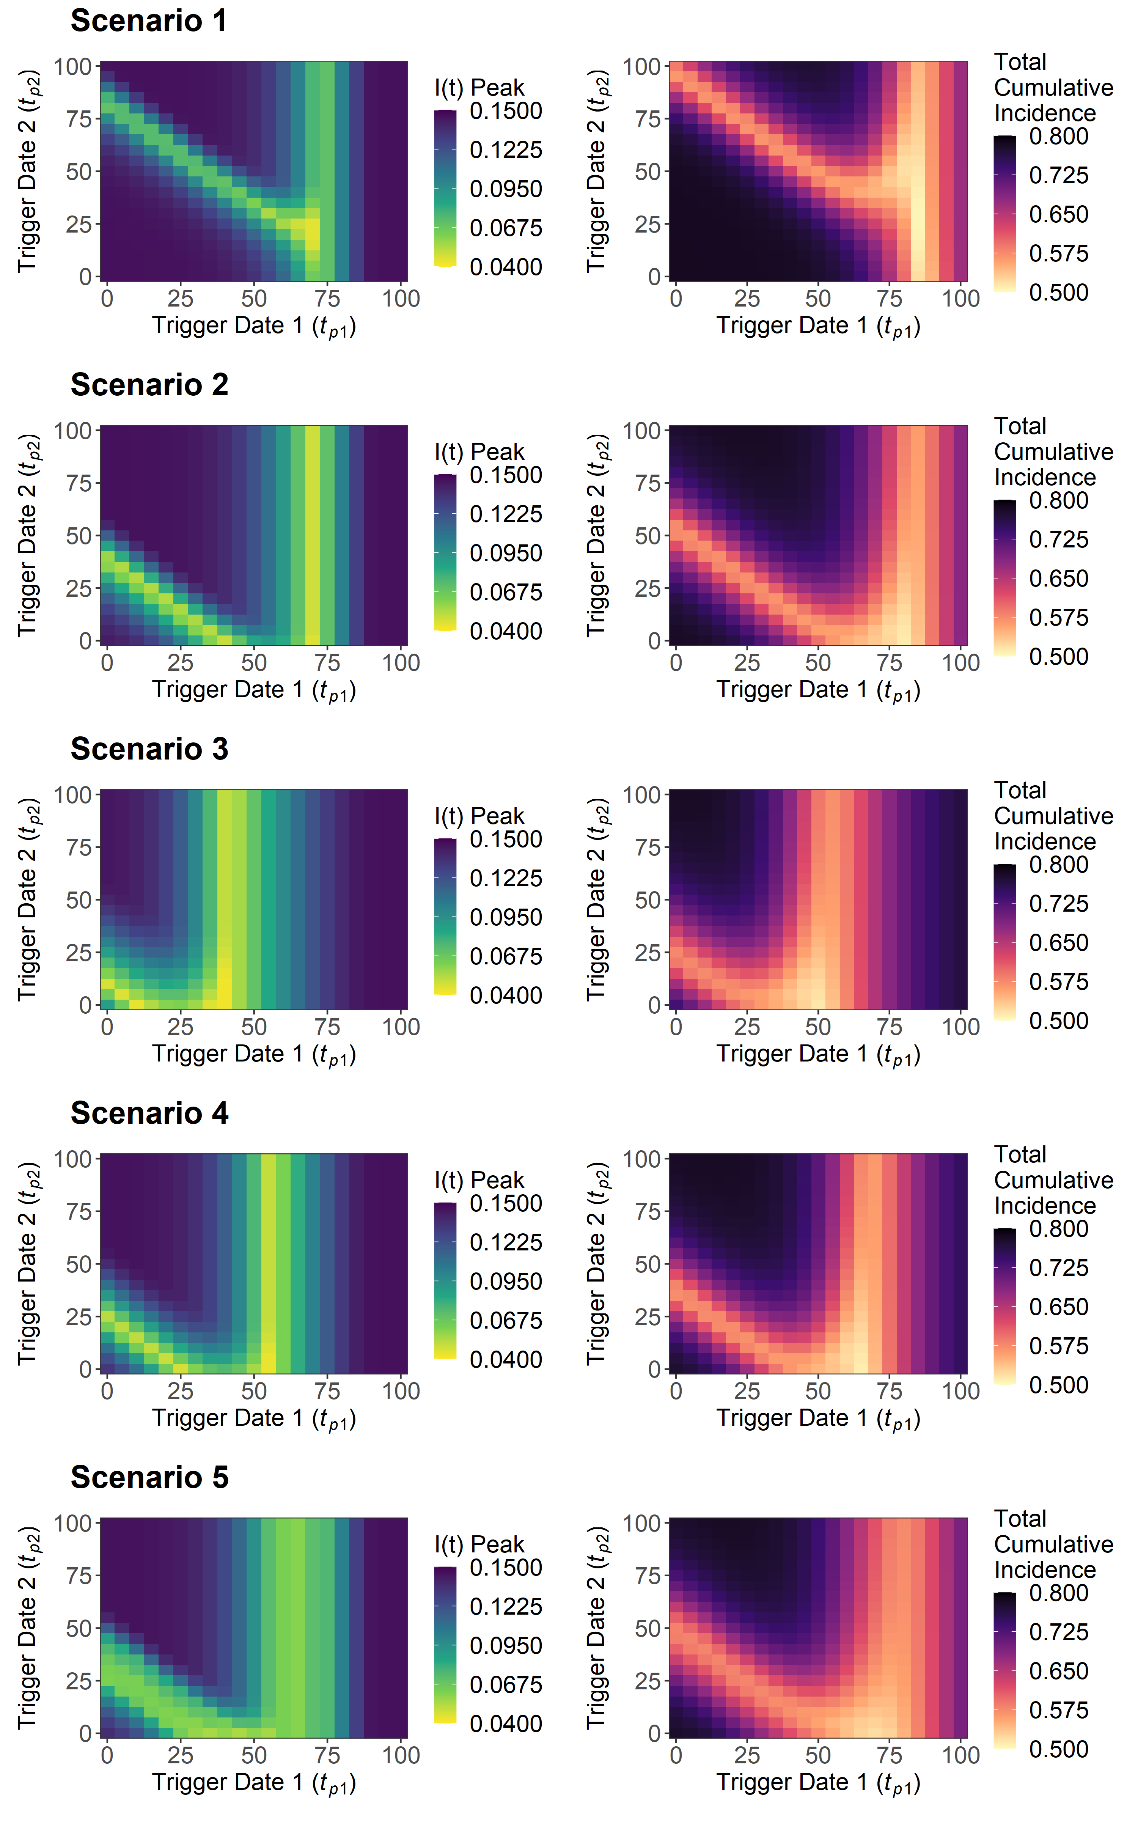 Scenario 1
Trigger Date 2 (tp2)
100
75
50
25
0
0 25 50 75 100
Trigger Date 1 (tp1)
I(t) Peak
0.1500
0.1225
0.0950
0.0675
0.0400
Trigger Date 2 (tp2)
100
75
50
25
0
0 25 50 75 100
Trigger Date 1 (tp1)
Total
Cumulative
Incidence
0.800
0.725
0.650
0.575
0.500
Scenario 2
Trigger Date 2 (tp2)
100
75
50
25
0
0 25 50 75 100
Trigger Date 1 (tp1)
I(t) Peak
0.1500
0.1225
0.0950
0.0675
0.0400
Trigger Date 2 (tp2)
100
75
50
25
0
0 25 50 75 100
Trigger Date 1 (tp1)
Total
Cumulative
Incidence
0.800
0.725
0.650
0.575
0.500
Scenario 3
Trigger Date 2 (tp2)
100
75
50
25
0
0 25 50 75 100
Trigger Date 1 (tp1)
I(t) Peak
0.1500
0.1225
0.0950
0.0675
0.0400
Trigger Date 2 (tp2)
100
75
50
25
0
0 25 50 75 100
Trigger Date 1 (tp1)
Total
Cumulative
Incidence
0.800
0.725
0.650
0.575
0.500
Scenario 4
Trigger Date 2 (tp2)
100
75
50
25
0
0 25 50 75 100
Trigger Date 1 (tp1)
I(t) Peak
0.1500
0.1225
0.0950
0.0675
0.0400
Trigger Date 2 (tp2)
100
75
50
25
0
0 25 50 75 100
Trigger Date 1 (tp1)
Total
Cumulative
Incidence
0.800
0.725
0.650
0.575
0.500
Scenario 5
Trigger Date 2 (tp2)
100
75
50
25
0
0 25 50 75 100
Trigger Date 1 (tp1)
I(t) Peak
0.1500
0.1225
0.0950
0.0675
0.0400
Trigger Date 2 (tp2)
100
75
50
25
0
0 25 50 75 100
Trigger Date 1 (tp1)
Total
Cumulative
Incidence
0.800
0.725
0.650
0.575
0.500